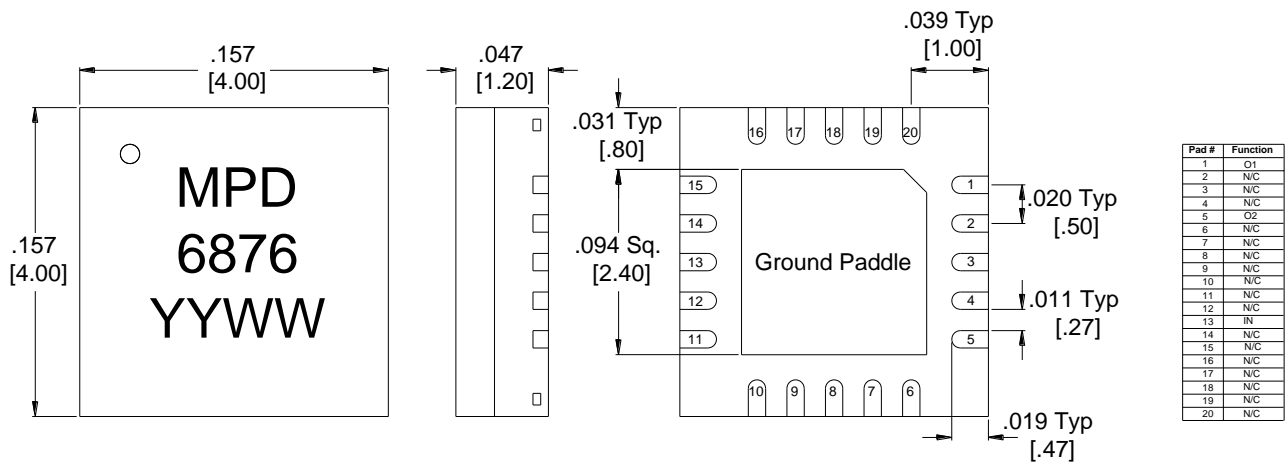 .157
[4.00]
.157
[4.00]
MPD
6876
YYWW
.047
[1.20]
.039 Typ
[1.00]
.031 Typ
[.80]
.094 Sq.
[2.40]
16 17 18 19 20
15
14
13
12
11
Ground Paddle
1
2
3
4
5
10 9 8 7 6
.020 Typ
[.50]
.011 Typ
[.27]
.019 Typ
[.47]
Pad # Function
1 O1
2 N/C
3 N/C
4 N/C
5 O2
6 N/C
7 N/C
8 N/C
9 N/C
10 N/C
11 N/C
12 N/C
13 IN
14 N/C
15 N/C
16 N/C
17 N/C
18 N/C
19 N/C
20 N/C